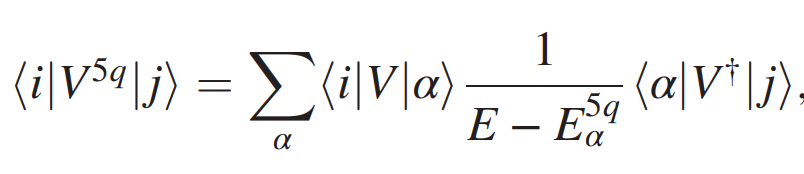 ⟨i|V^{5q}|j⟩ = ∑_α ⟨i|V|α⟩ \frac{1}{E − E_α^{5q}} ⟨α|V^†|j⟩,